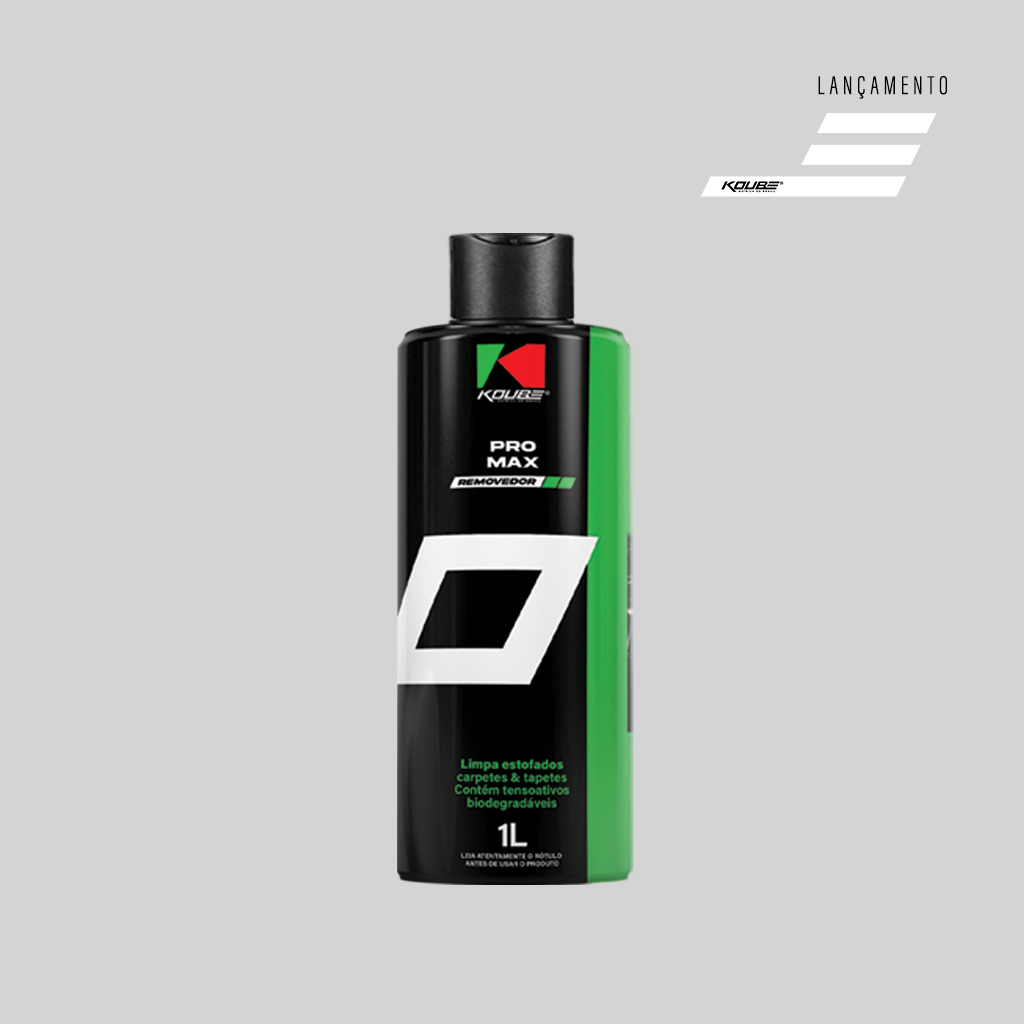 LANÇAMENTO
KOUBE®
KOUBE®
PRO
MAX
REMOVEDOR
Limpa estofados
carpetes & tapetes
Contém tensoativos
biodegradáveis
1L
LEIA ATENTAMENTE O RÓTULO
ANTES DE USAR O PRODUTO